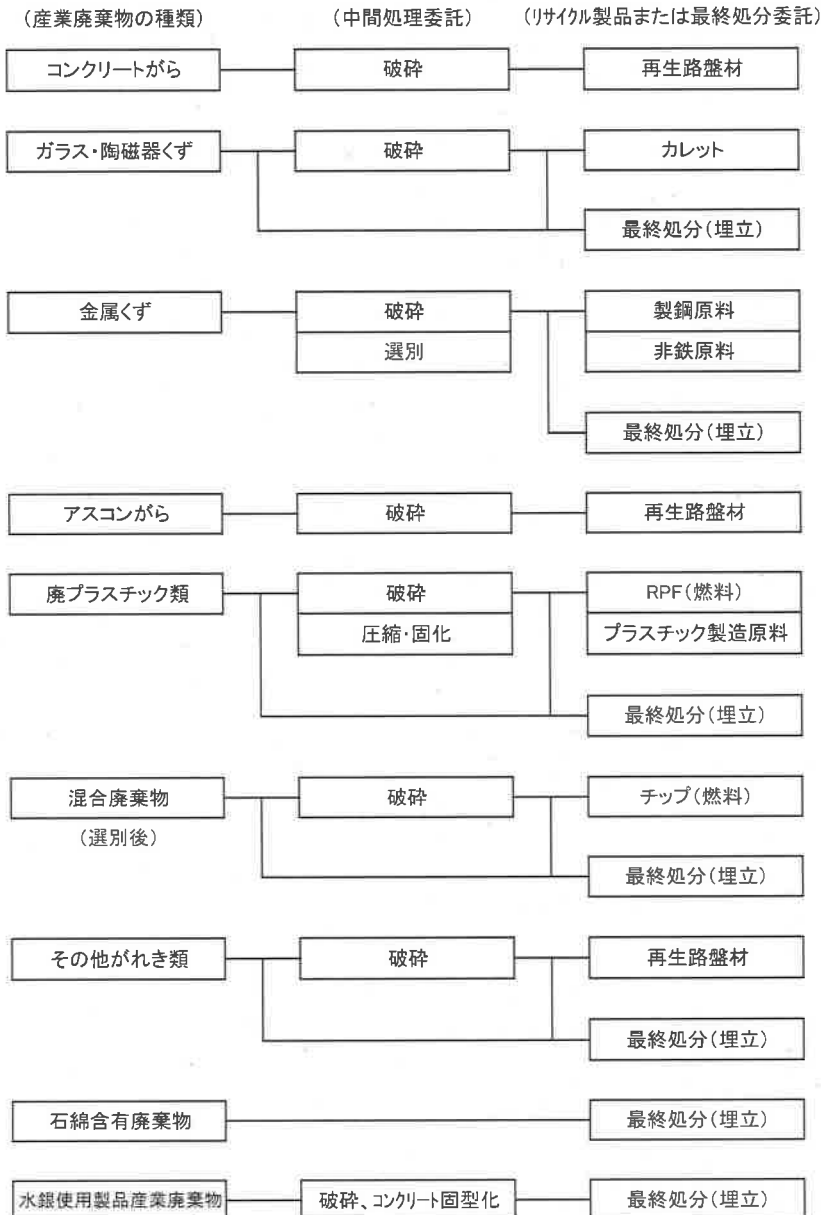 (産業廃棄物の種類) (中間処理委託) (リサイクル製品または最終処分委託)
コンクリートがら 破砕 再生路盤材
ガラス・陶磁器くず 破砕 カレット
最終処分(埋立)
金属くず 破砕 製鋼原料
選別 非鉄原料
最終処分(埋立)
アスコンがら 破砕 再生路盤材
廃プラスチック類 破砕 RPF(燃料)
圧縮・固化 プラスチック製造原料
最終処分(埋立)
混合廃棄物 破砕 チップ(燃料)
(選別後)
最終処分(埋立)
その他がれき類 破砕 再生路盤材
最終処分(埋立)
石綿含有廃棄物 最終処分(埋立)
水銀使用製品産業廃棄物 破砕、コンクリート固型化 最終処分(埋立)